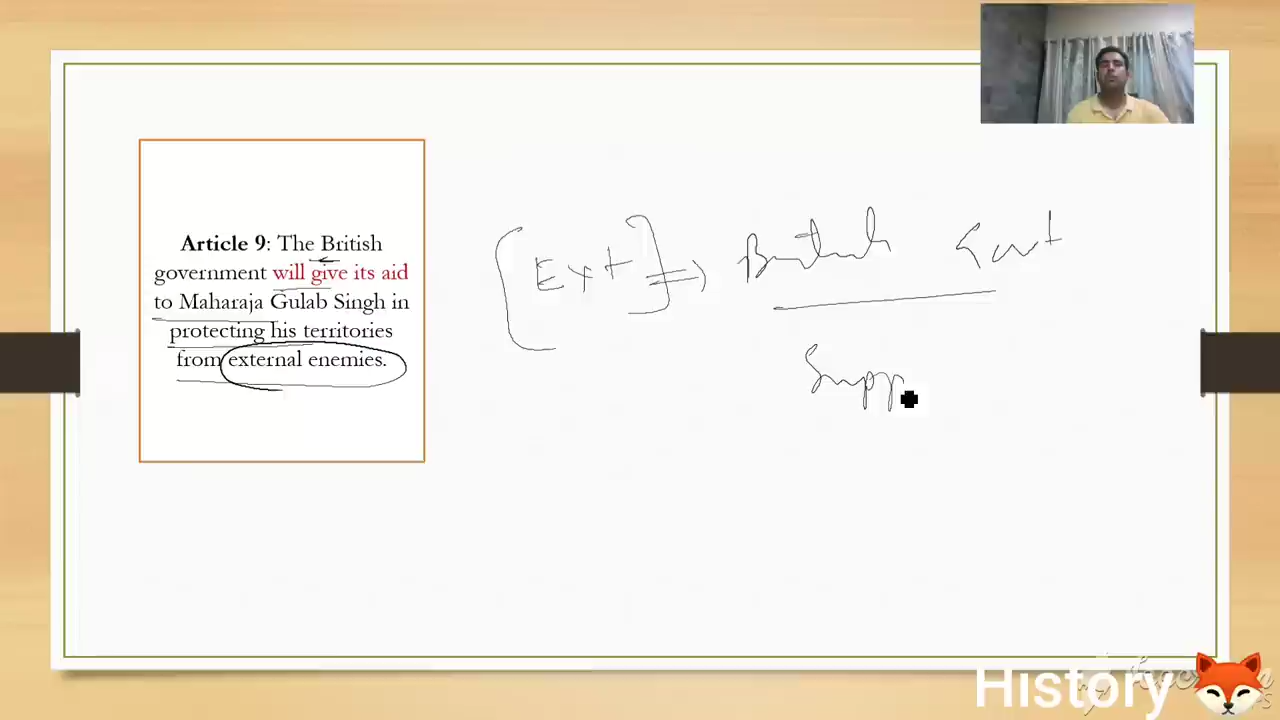 Article 9: The British
government will give its aid
to Maharaja Gulab Singh in
protecting his territories
from external enemies.
[Ext] => British Govt
Supp
History